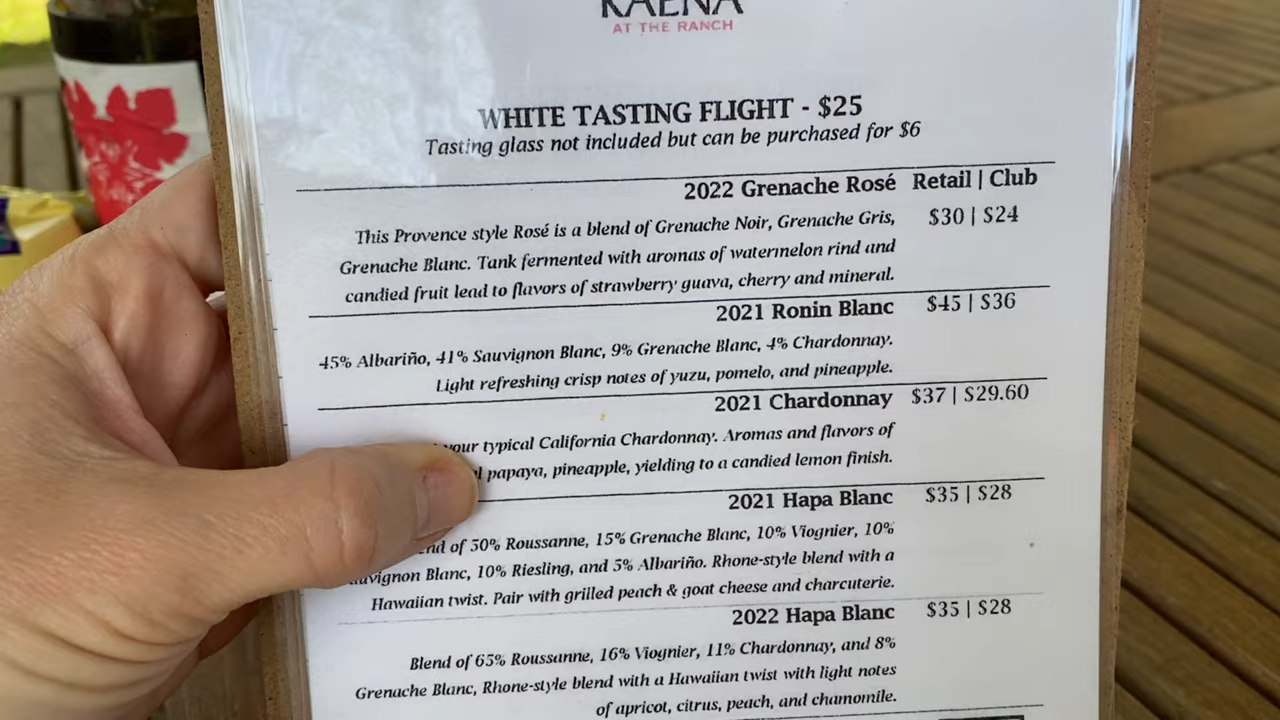 KAENA
AT THE RANCH
WHITE TASTING FLIGHT - $25
Tasting glass not included but can be purchased for $6
2022 Grenache Rosé Retail | Club
$30 | $24
This Provence style Rosé is a blend of Grenache Noir, Grenache Gris,
Grenache Blanc. Tank fermented with aromas of watermelon rind and
candied fruit lead to flavors of strawberry guava, cherry and mineral.
2021 Ronin Blanc $45 | $36
45% Albariño, 41% Sauvignon Blanc, 9% Grenache Blanc, 4% Chardonnay.
Light refreshing crisp notes of yuzu, pomelo, and pineapple.
2021 Chardonnay $37 | $29.60
your typical California Chardonnay. Aromas and flavors of
papaya, pineapple, yielding to a candied lemon finish.
2021 Hapa Blanc $35 | $28
of 50% Roussanne, 15% Grenache Blanc, 10% Viognier, 10%
Blanc, 10% Riesling, and 5% Albariño. Rhone-style blend with a
Hawaiian twist. Pair with grilled peach & goat cheese and charcuterie.
2022 Hapa Blanc $35 | $28
Blend of 65% Roussanne, 16% Viognier, 11% Chardonnay, and 8%
Grenache Blanc, Rhone-style blend with a Hawaiian twist with light notes
of apricot, citrus, peach, and chamomile.